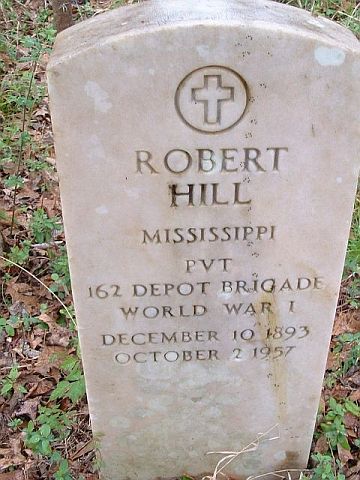 ROBERT
HILL
MISSISSIPPI
PVT
162 DEPOT BRIGADE
WORLD WAR I
DECEMBER 10 1893
OCTOBER 2 1957